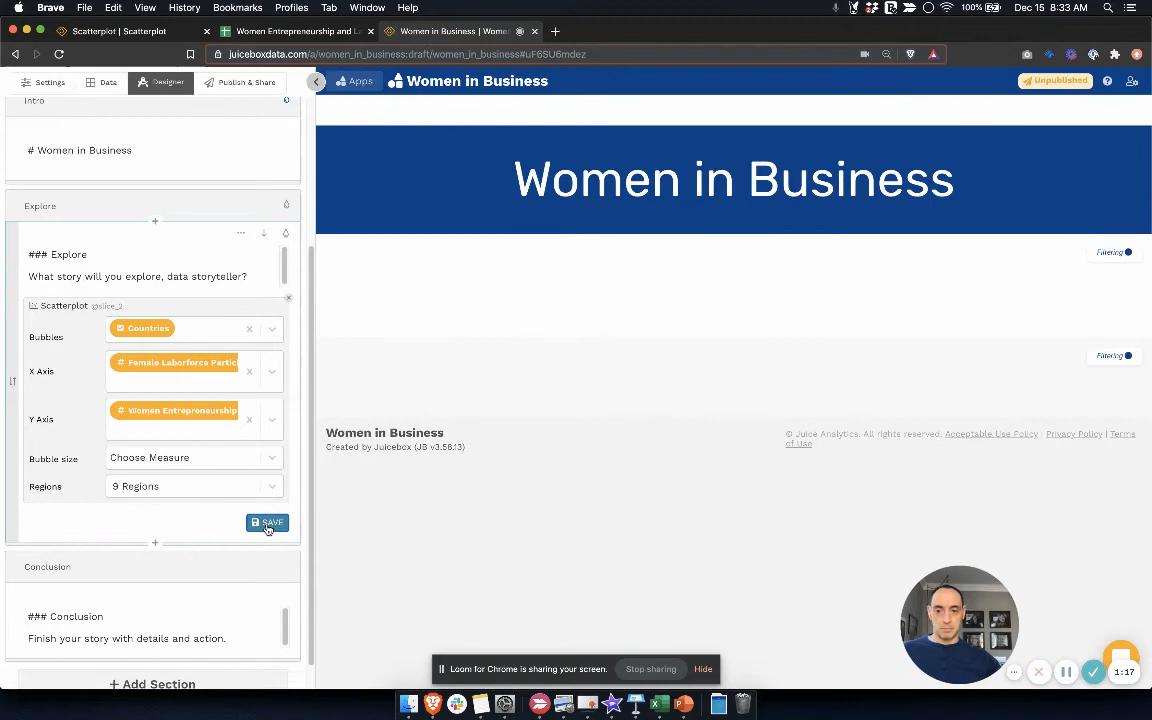 Brave File Edit View History Bookmarks Profiles Tab Window Help
100% Dec 15 8:33 AM
Scatterplot | Scatterplot
Women Entrepreneurship and La
Women in Business | Wome
juiceboxdata.com/a/women_in_business:draft/women_in_business#uF6SU6mdez
Settings Data Designer Publish & Share
Apps Women in Business Unpublished
Intro
# Women in Business
Women in Business
Explore
### Explore
What story will you explore, data storyteller?
Scatterplot @slice_2
Bubbles Countries
X Axis # Female Laborforce Partici
Y Axis # Women Entrepreneurship
Bubble size Choose Measure
Regions 9 Regions
SAVE
Conclusion
### Conclusion
Finish your story with details and action.
+ Add Section
Filtering
Filtering
Women in Business
Created by Juicebox (JB v3.58.13)
© Juice Analytics. All rights reserved. Acceptable Use Policy | Privacy Policy | Terms
of Use
Loom for Chrome is sharing your screen. Stop sharing Hide
1:17